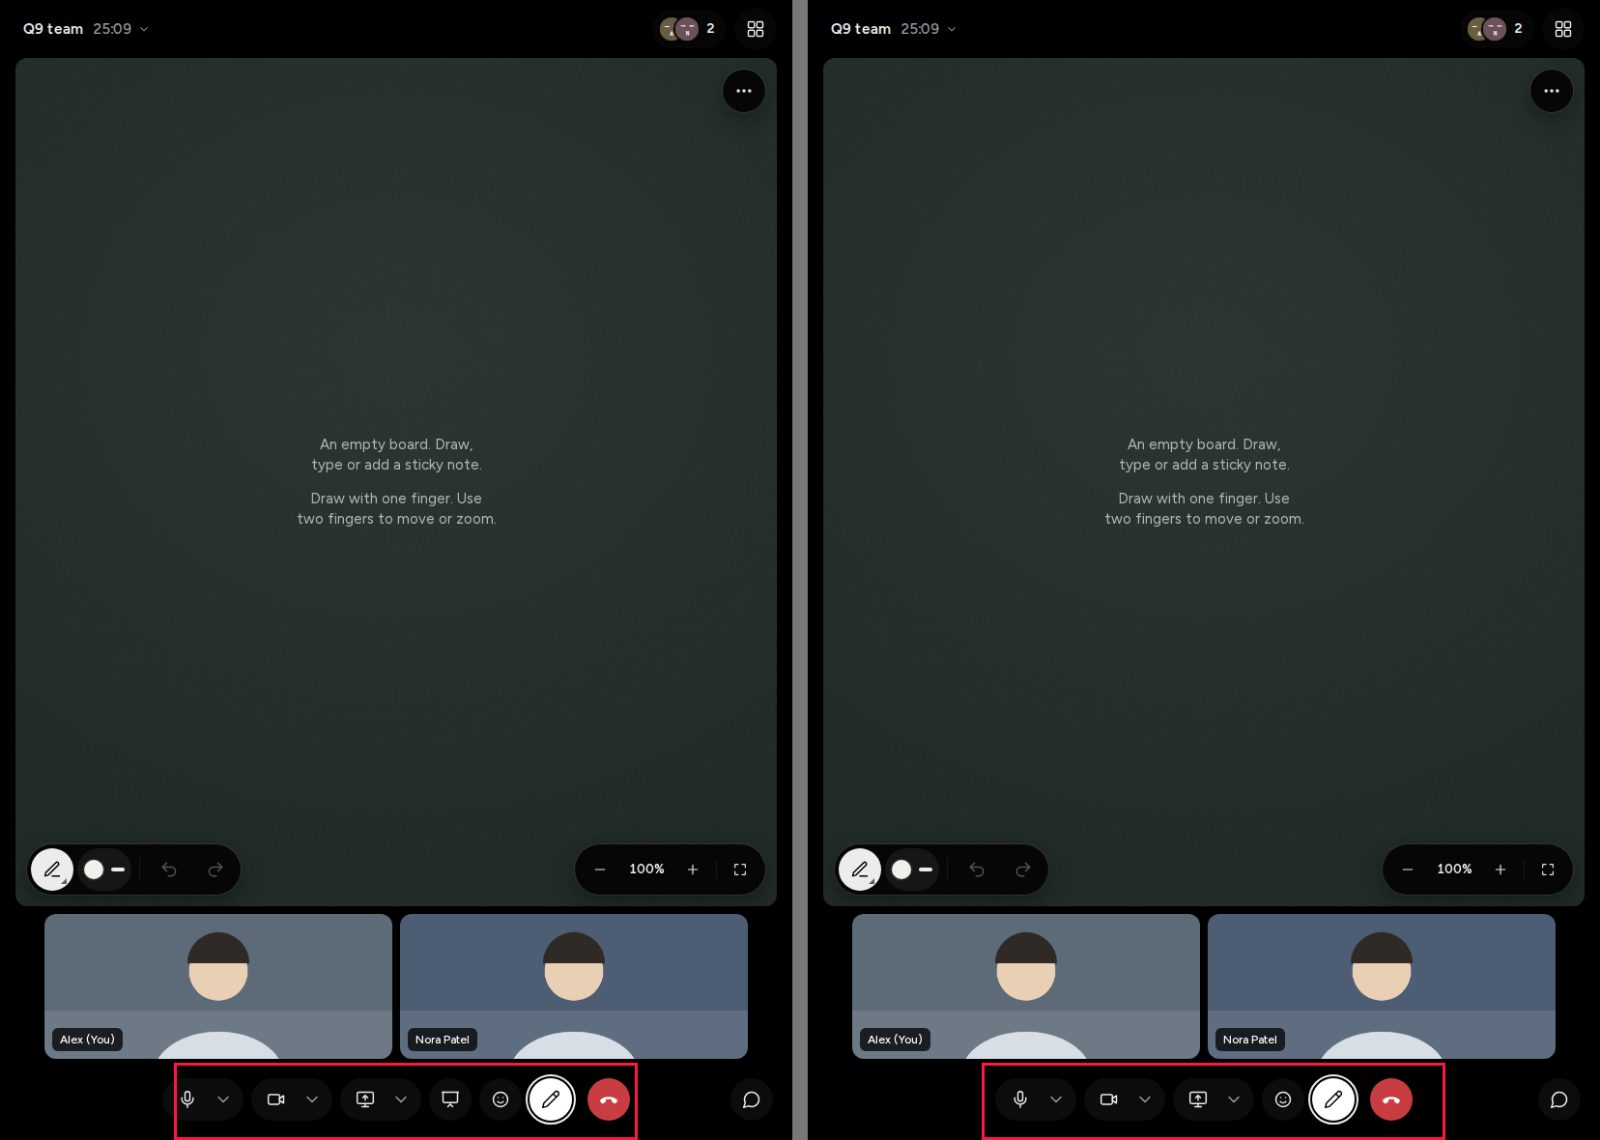 Q9 team 25:09
2
An empty board. Draw,
type or add a sticky note.
Draw with one finger. Use
two fingers to move or zoom.
100%
Alex (You)
Nora Patel
Q9 team 25:09
2
An empty board. Draw,
type or add a sticky note.
Draw with one finger. Use
two fingers to move or zoom.
100%
Alex (You)
Nora Patel